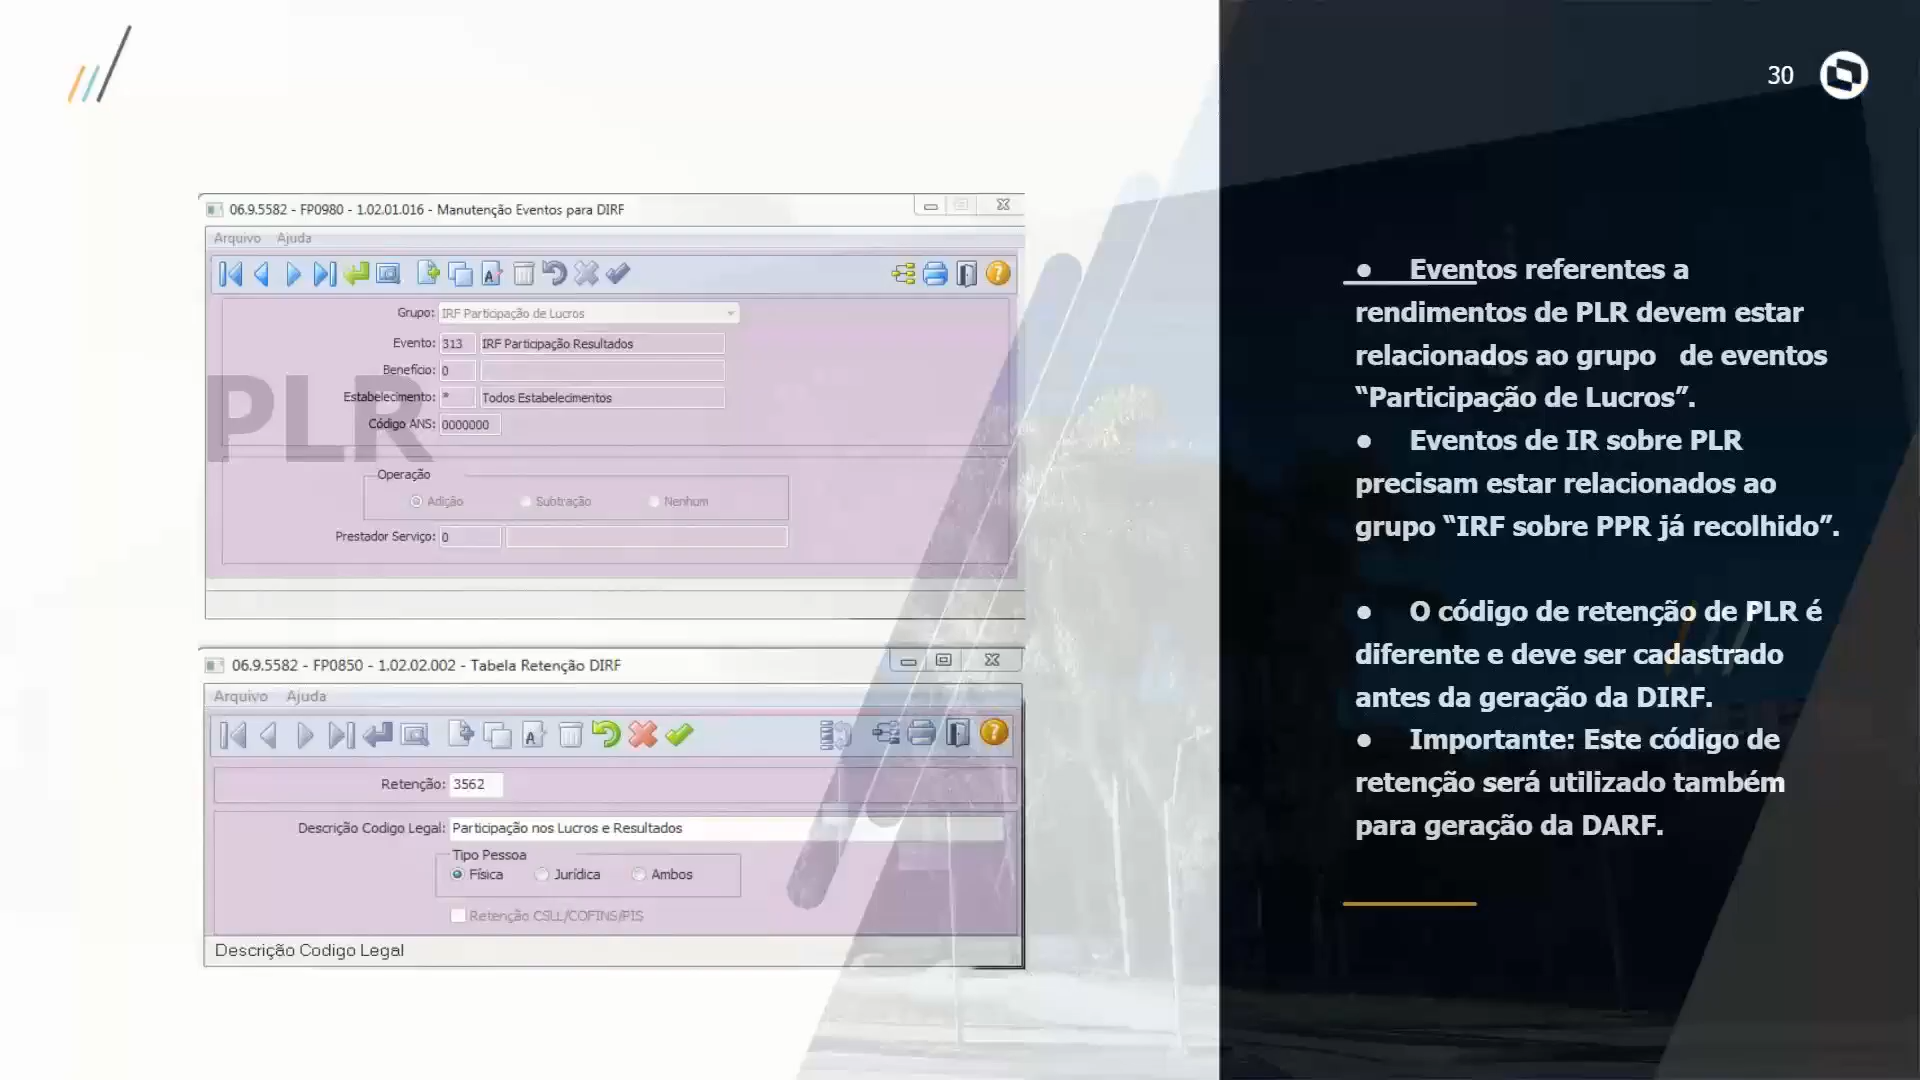 30
06.9.5582 - FP0980 - 1.02.01.016 - Manutenção Eventos para DIRF
Arquivo Ajuda
Grupo: IRF Participação de Lucros
Evento: 313 IRF Participação Resultados
Benefício: 0
Estabelecimento: * Todos Estabelecimentos
Código ANS: 0000000
PLR
Operação
Adição Subtração Nenhum
Prestador Serviço: 0
06.9.5582 - FP0850 - 1.02.02.002 - Tabela Retenção DIRF
Arquivo Ajuda
Retenção: 3562
Descrição Codigo Legal: Participação nos Lucros e Resultados
Tipo Pessoa
Física Jurídica Ambos
Retenção CSLL/COFINS/PIS
Descrição Codigo Legal
● Eventos referentes a
rendimentos de PLR devem estar
relacionados ao grupo de eventos
“Participação de Lucros”.
● Eventos de IR sobre PLR
precisam estar relacionados ao
grupo “IRF sobre PPR já recolhido”.
● O código de retenção de PLR é
diferente e deve ser cadastrado
antes da geração da DIRF.
● Importante: Este código de
retenção será utilizado também
para geração da DARF.